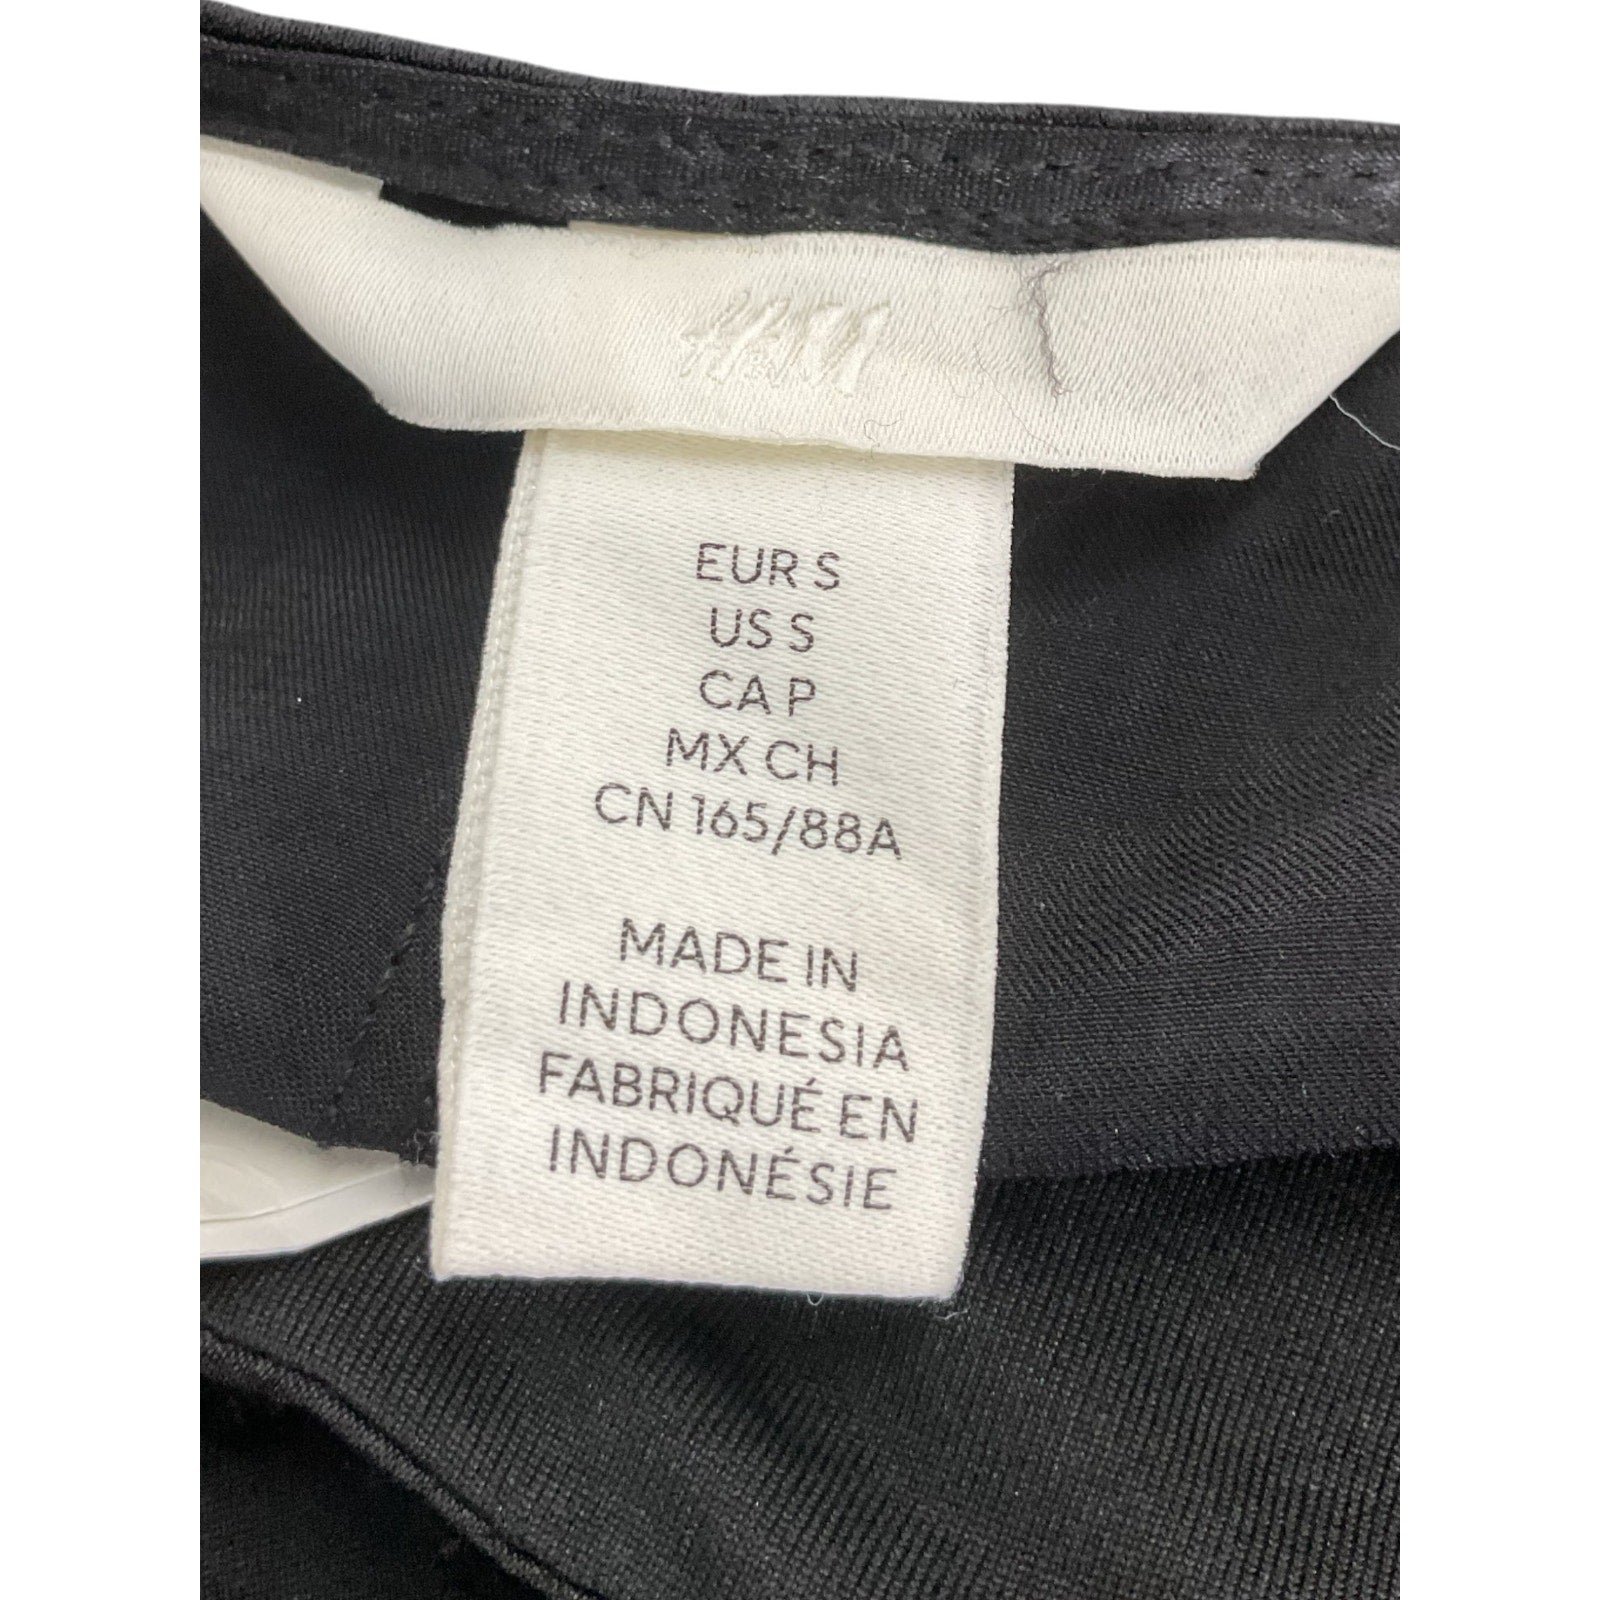 H&M
EUR S
US S
CA P
MX CH
CN 165/88A
MADE IN
INDONESIA
FABRIQUÉ EN
INDONÉSIE